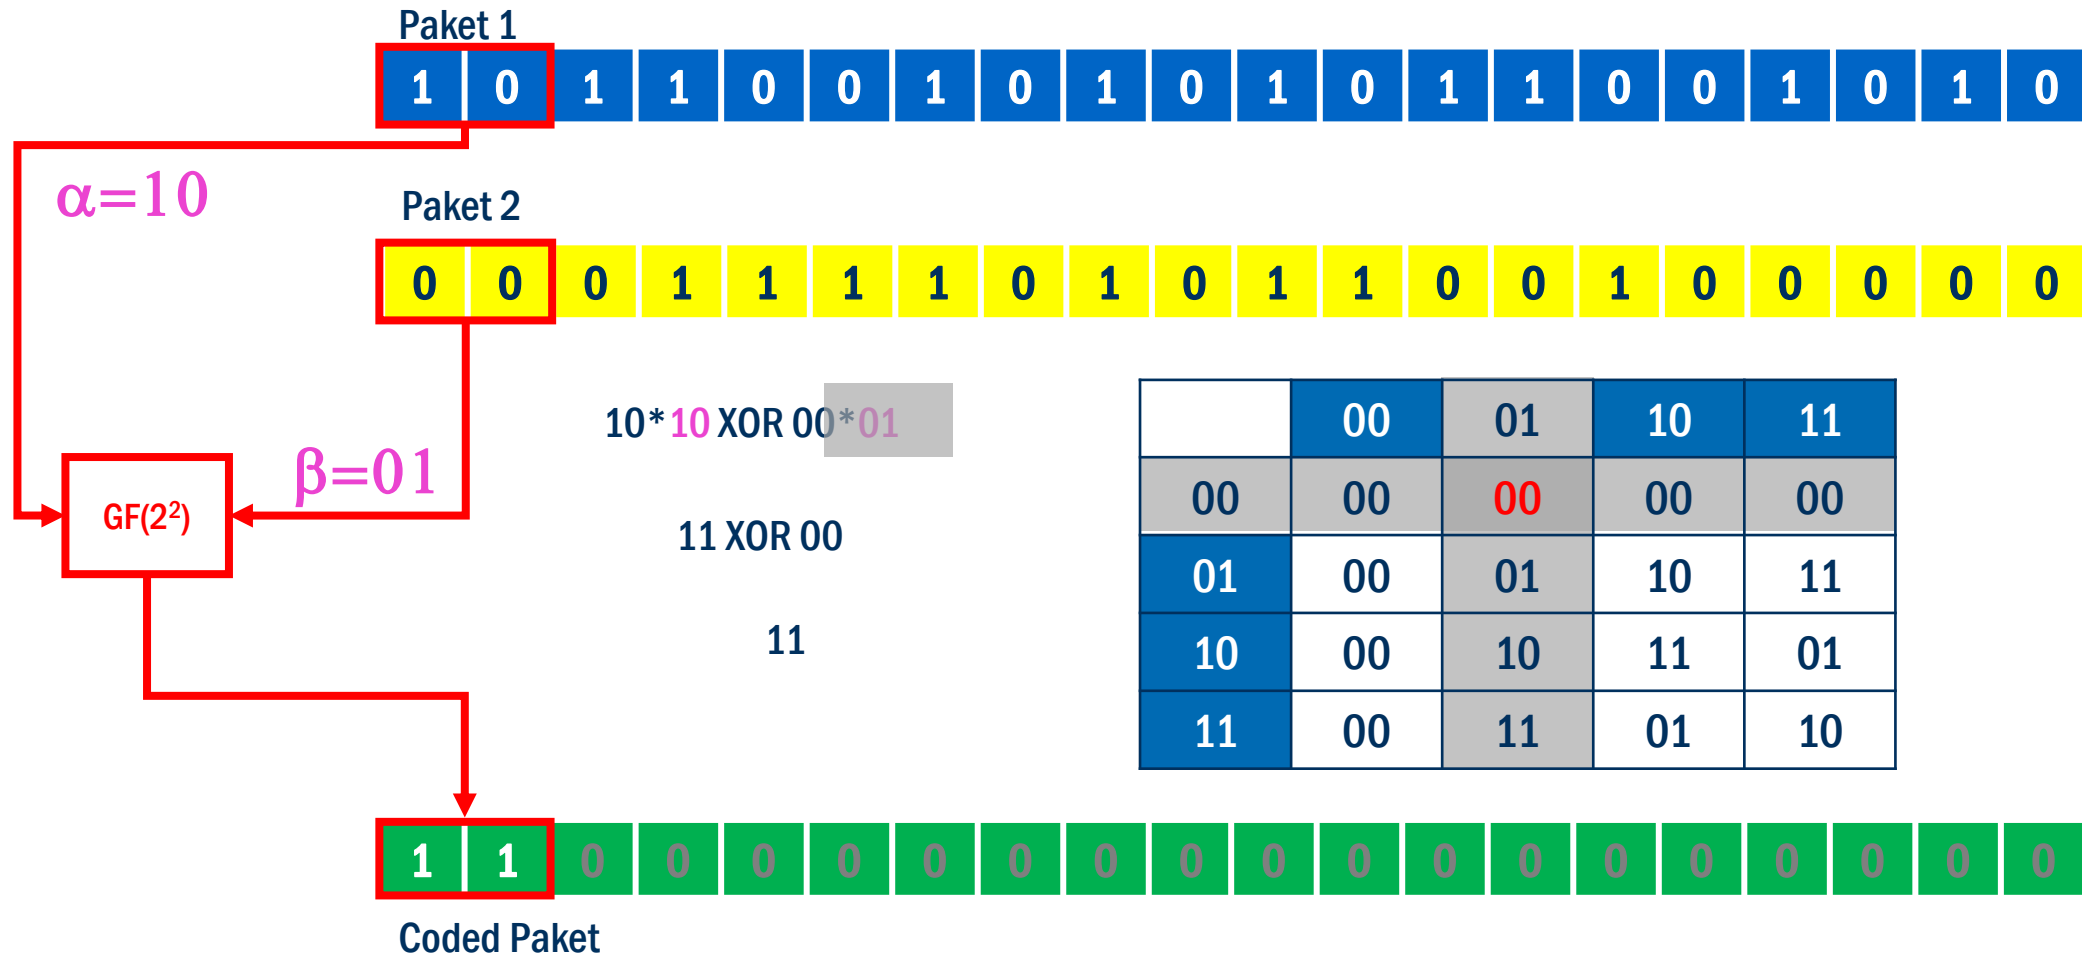 Paket 1
1 0 1 1 0 0 1 0 1 0 1 0 1 1 0 0 1 0 1 0
α=10
Paket 2
0 0 0 1 1 1 1 0 1 0 1 1 0 0 1 0 0 0 0 0
10*10 XOR 00*01
00 01 10 11
00 00 00 00 00
β=01
GF(2²)
11 XOR 00
01 00 01 10 11
11
10 00 10 11 01
11 00 11 01 10
1 1 0 0 0 0 0 0 0 0 0 0 0 0 0 0 0 0 0 0
Coded Paket